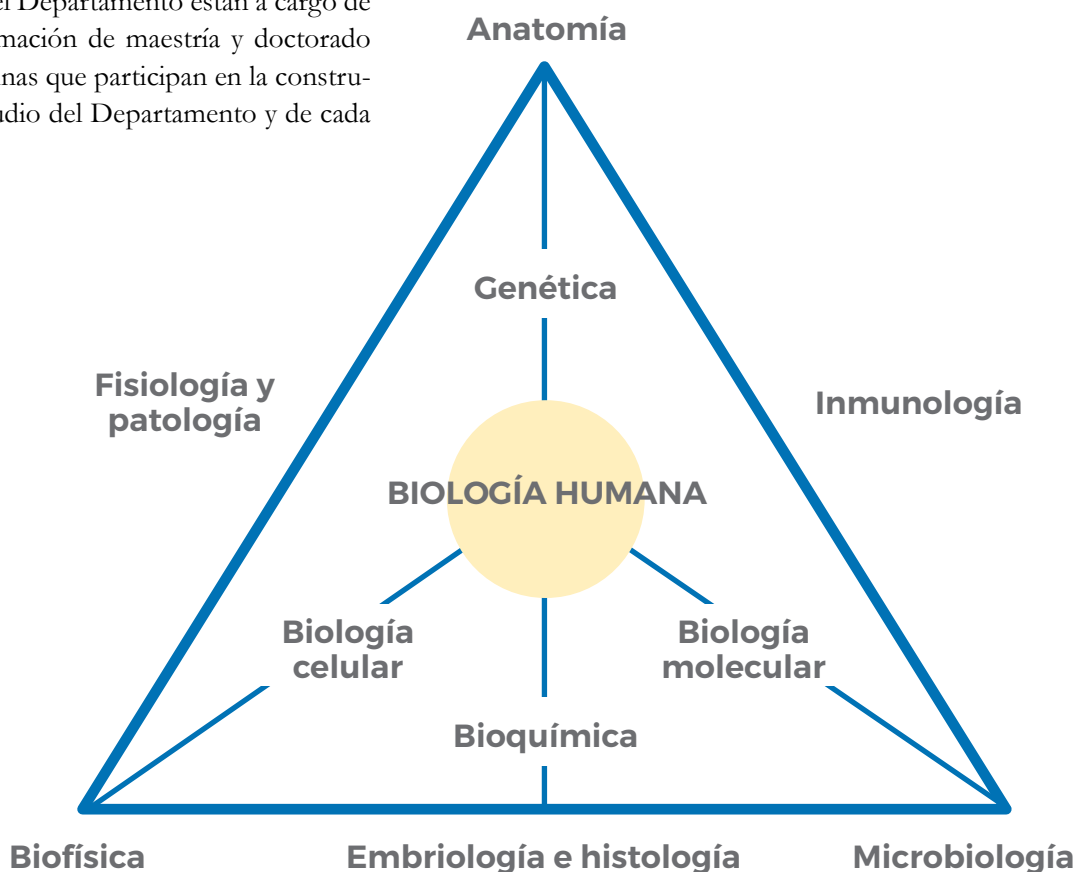 el Departamento están a cargo de
mación de maestría y doctorado
nas que participan en la constru-
udio del Departamento y de cada
Anatomía
Genética
Fisiología y
patología
Inmunología
BIOLOGÍA HUMANA
Biología
celular
Biología
molecular
Bioquímica
Biofísica
Embriología e histología
Microbiología